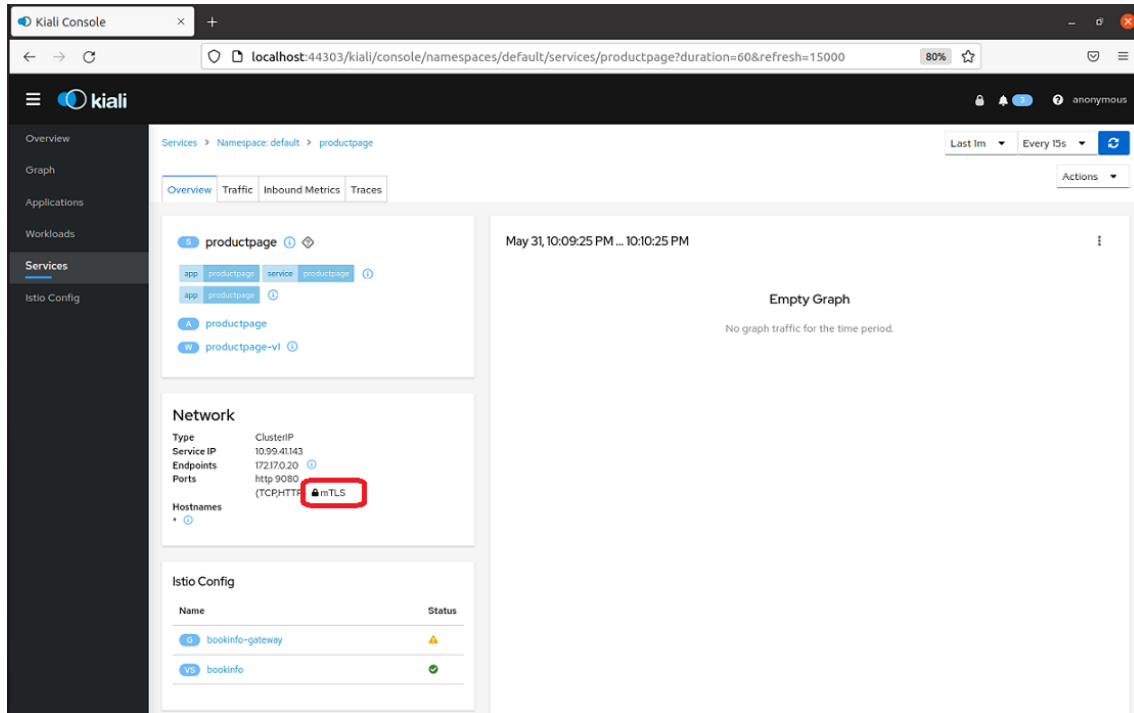 Kiali Console
localhost:44303/kiali/console/namespaces/default/services/productpage?duration=60&refresh=15000
80%
kiali
3
anonymous
Overview
Graph
Applications
Workloads
Services
Istio Config
Services > Namespace: default > productpage
Last 1m
Every 15s
Actions
Overview Traffic Inbound Metrics Traces
S productpage
app productpage service productpage
app productpage
A productpage
W productpage-v1
Network
Type ClusterIP
Service IP 10.99.41.143
Endpoints 172.17.0.20
Ports http 9080
(TCP,HTTP mTLS
Hostnames
*
Istio Config
Name Status
G bookinfo-gateway
VS bookinfo
May 31, 10:09:25 PM ... 10:10:25 PM
Empty Graph
No graph traffic for the time period.